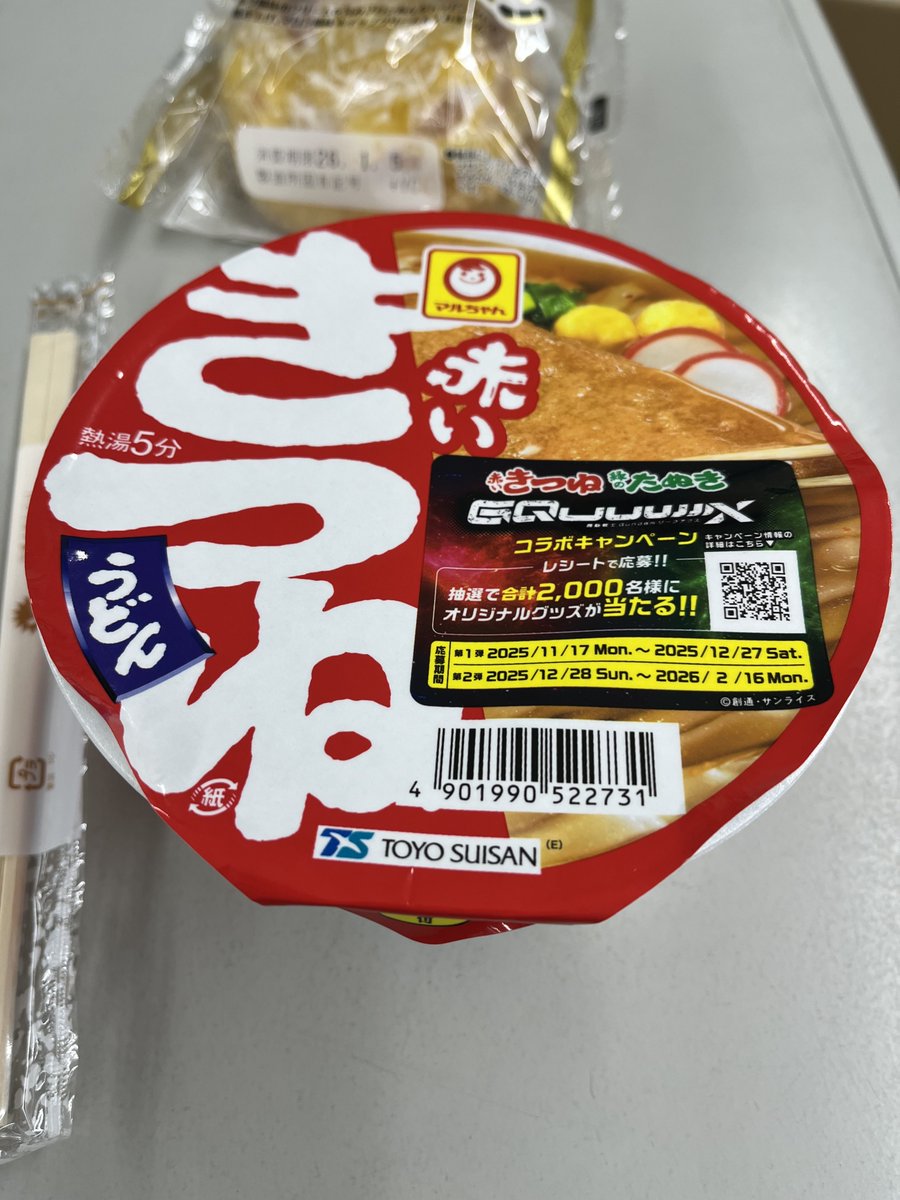 26. 1.
きつね
マルちゃん
赤い
熱湯5分
うどん
赤いきつね 緑のたぬき
GQuuuuuuX
コラボキャンペーン
キャンペーン情報の
詳細はこちら▼
レシートで応募!!
抽選で合計2,000名様に
オリジナルグッズが当たる!!
応募期間
第1弾 2025/11/17 Mon.~2025/12/27 Sat.
第2弾 2025/12/28 Sun.~2026/ 2 /16 Mon.
©創通・サンライズ
4 901990 522731
紙
TS TOYO SUISAN
(E)